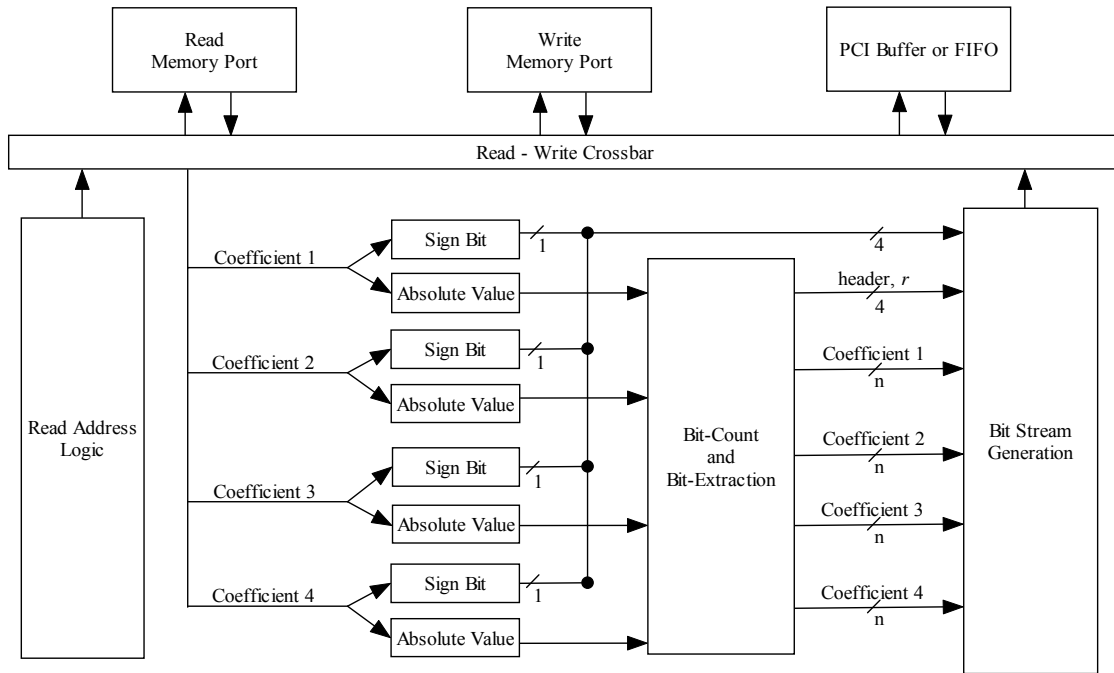 Read
Memory Port
Write
Memory Port
PCI Buffer or FIFO
Read - Write Crossbar
Read Address
Logic
Coefficient 1
Sign Bit
1
Absolute Value
Coefficient 2
Sign Bit
1
Absolute Value
Coefficient 3
Sign Bit
1
Absolute Value
Coefficient 4
Sign Bit
1
Absolute Value
Bit-Count
and
Bit-Extraction
4
header, r
4
Coefficient 1
n
Coefficient 2
n
Coefficient 3
n
Coefficient 4
n
Bit Stream
Generation